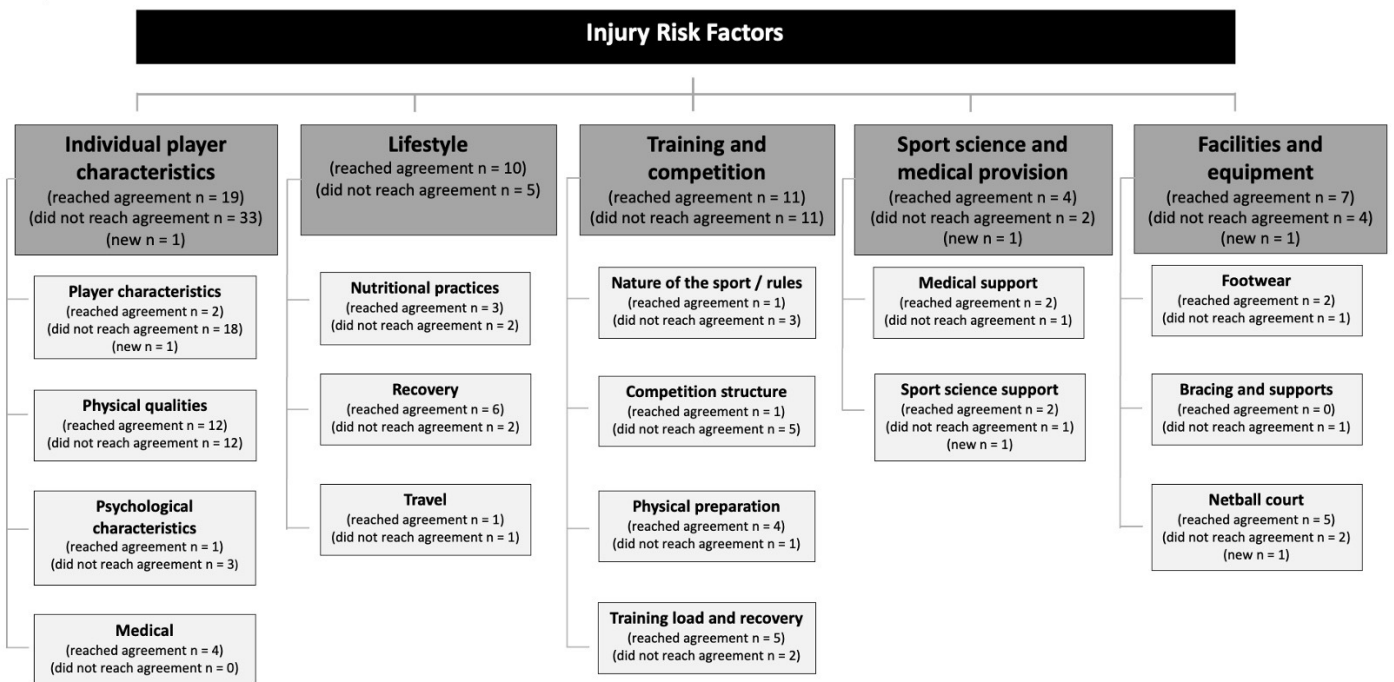 Injury Risk Factors
Individual player
characteristics
(reached agreement n = 19)
(did not reach agreement n = 33)
(new n = 1)
Player characteristics
(reached agreement n = 2)
(did not reach agreement n = 18)
(new n = 1)
Physical qualities
(reached agreement n = 12)
(did not reach agreement n = 12)
Psychological
characteristics
(reached agreement n = 1)
(did not reach agreement n = 3)
Medical
(reached agreement n = 4)
(did not reach agreement n = 0)
Lifestyle
(reached agreement n = 10)
(did not reach agreement n = 5)
Nutritional practices
(reached agreement n = 3)
(did not reach agreement n = 2)
Recovery
(reached agreement n = 6)
(did not reach agreement n = 2)
Travel
(reached agreement n = 1)
(did not reach agreement n = 1)
Training and
competition
(reached agreement n = 11)
(did not reach agreement n = 11)
Nature of the sport / rules
(reached agreement n = 1)
(did not reach agreement n = 3)
Competition structure
(reached agreement n = 1)
(did not reach agreement n = 5)
Physical preparation
(reached agreement n = 4)
(did not reach agreement n = 1)
Training load and recovery
(reached agreement n = 5)
(did not reach agreement n = 2)
Sport science and
medical provision
(reached agreement n = 4)
(did not reach agreement n = 2)
(new n = 1)
Medical support
(reached agreement n = 2)
(did not reach agreement n = 1)
Sport science support
(reached agreement n = 2)
(did not reach agreement n = 1)
(new n = 1)
Facilities and
equipment
(reached agreement n = 7)
(did not reach agreement n = 4)
(new n = 1)
Footwear
(reached agreement n = 2)
(did not reach agreement n = 1)
Bracing and supports
(reached agreement n = 0)
(did not reach agreement n = 1)
Netball court
(reached agreement n = 5)
(did not reach agreement n = 2)
(new n = 1)